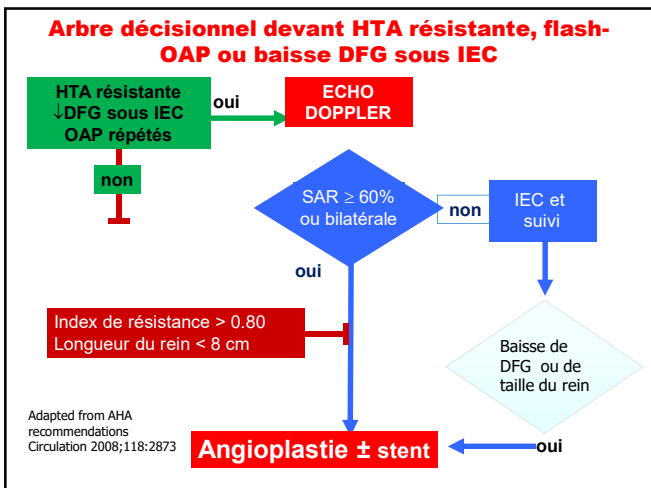 Arbre décisionnel devant HTA résistante, flash-
OAP ou baisse DFG sous IEC
HTA résistante
↓DFG sous IEC
OAP répétés
oui
ECHO
DOPPLER
non
SAR ≥ 60%
ou bilatérale
non
IEC et
suivi
oui
Index de résistance > 0.80
Longueur du rein < 8 cm
Baisse de
DFG ou de
taille du rein
Adapted from AHA
recommendations
Circulation 2008;118:2873
Angioplastie ± stent
oui